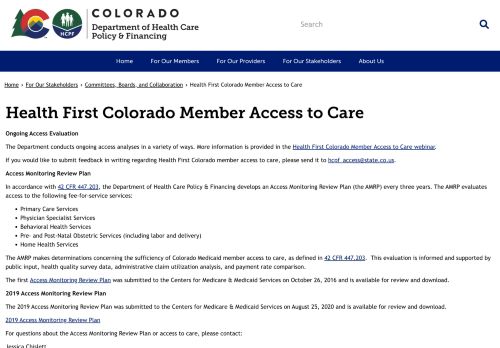 COLORADO
Department of Health Care
Policy & Financing
HCPF
Search
Home For Our Members For Our Providers For Our Stakeholders About Us
Home › For Our Stakeholders › Committees, Boards, and Collaboration › Health First Colorado Member Access to Care
Health First Colorado Member Access to Care
Ongoing Access Evaluation
The Department conducts ongoing access analyses in a variety of ways. More information is provided in the Health First Colorado Member Access to Care webinar.
If you would like to submit feedback in writing regarding Health First Colorado member access to care, please send it to hcpf_access@state.co.us.
Access Monitoring Review Plan
In accordance with 42 CFR 447.203, the Department of Health Care Policy & Financing develops an Access Monitoring Review Plan (the AMRP) every three years. The AMRP evaluates
access to the following fee-for-service services:
• Primary Care Services
• Physician Specialist Services
• Behavioral Health Services
• Pre- and Post-Natal Obstetric Services (including labor and delivery)
• Home Health Services
The AMRP makes determinations concerning the sufficiency of Colorado Medicaid member access to care, as defined in 42 CFR 447.203. This evaluation is informed and supported by
public input, health quality survey data, administrative claim utilization analysis, and payment rate comparison.
The first Access Monitoring Review Plan was submitted to the Centers for Medicare & Medicaid Services on October 26, 2016 and is available for review and download.
2019 Access Monitoring Review Plan
The 2019 Access Monitoring Review Plan was submitted to the Centers for Medicare & Medicaid Services on August 25, 2020 and is available for review and download.
2019 Access Monitoring Review Plan
For questions about the Access Monitoring Review Plan or access to care, please contact:
Jessica Chislett